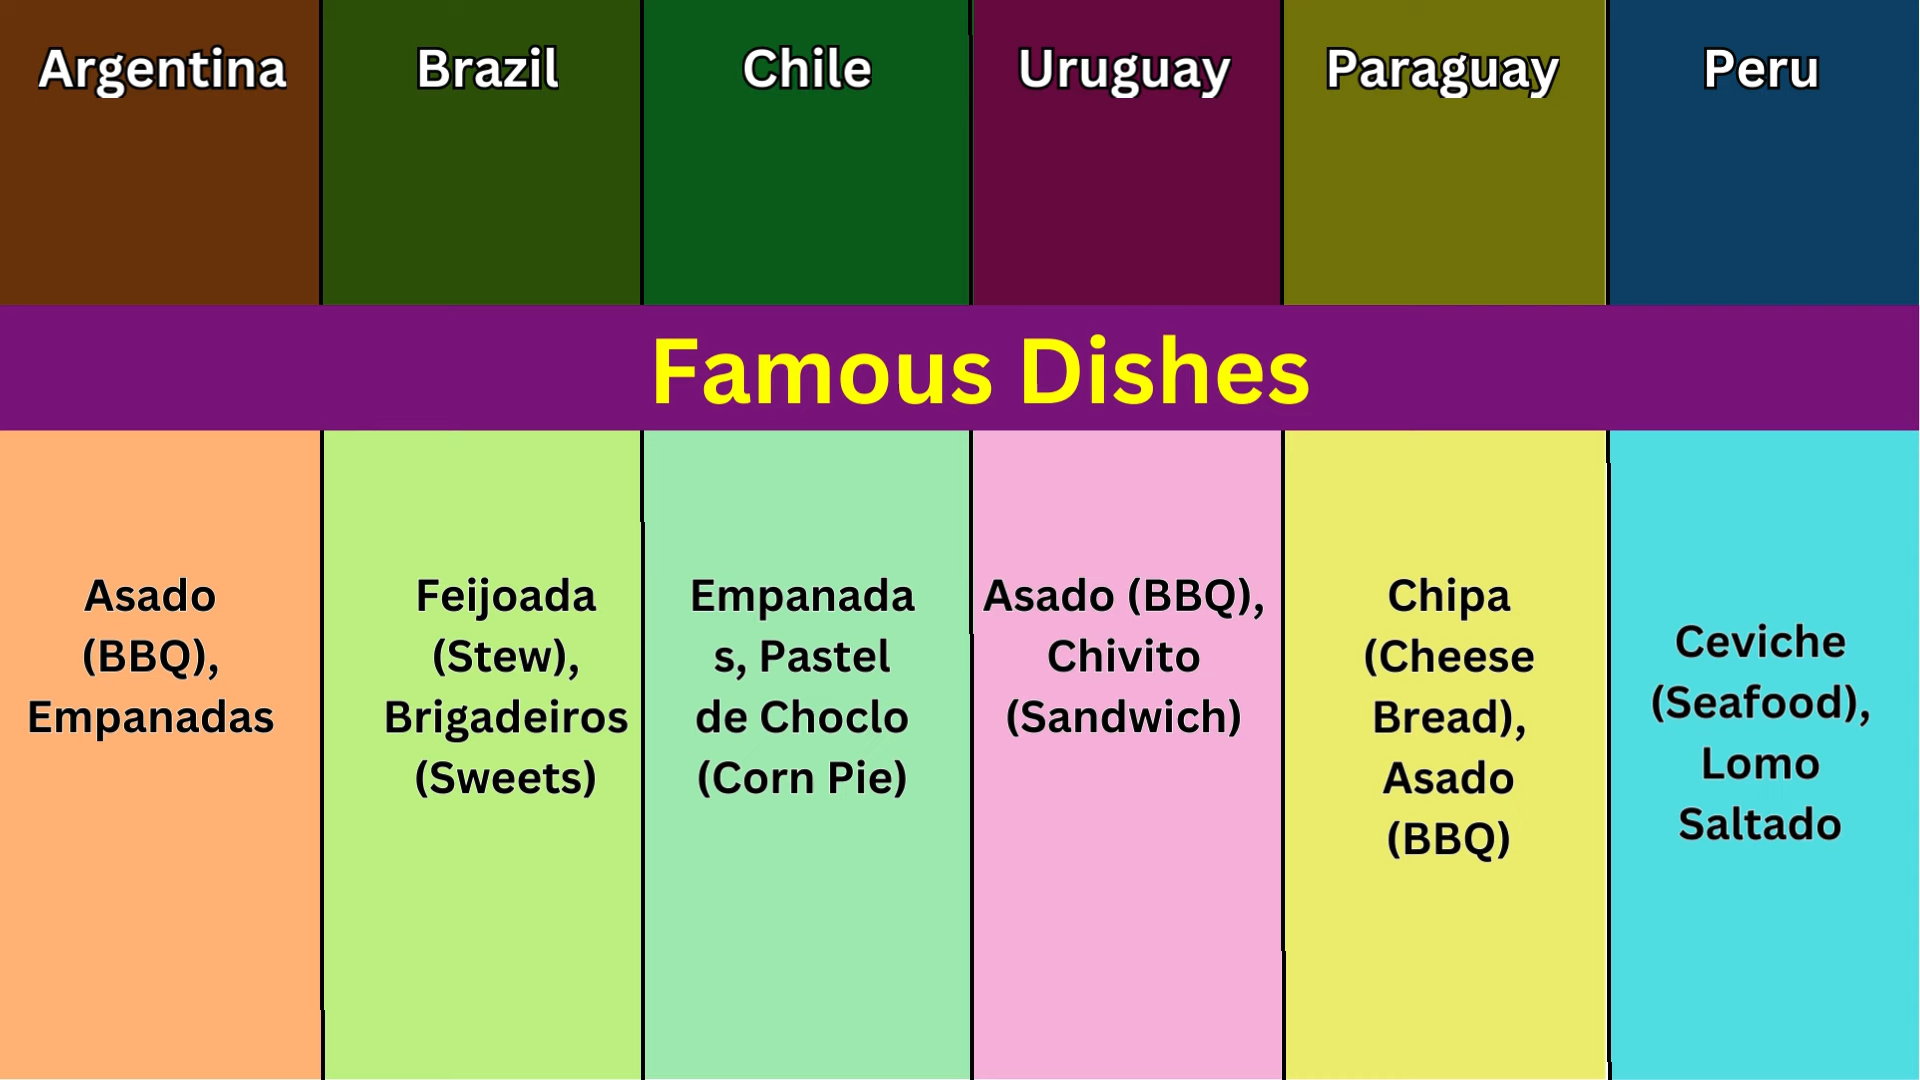 Argentina
Brazil
Chile
Uruguay
Paraguay
Peru
Famous Dishes
Asado
(BBQ),
Empanadas
Feijoada
(Stew),
Brigadeiros
(Sweets)
Empanada
s, Pastel
de Choclo
(Corn Pie)
Asado (BBQ),
Chivito
(Sandwich)
Chipa
(Cheese
Bread),
Asado
(BBQ)
Ceviche
(Seafood),
Lomo
Saltado